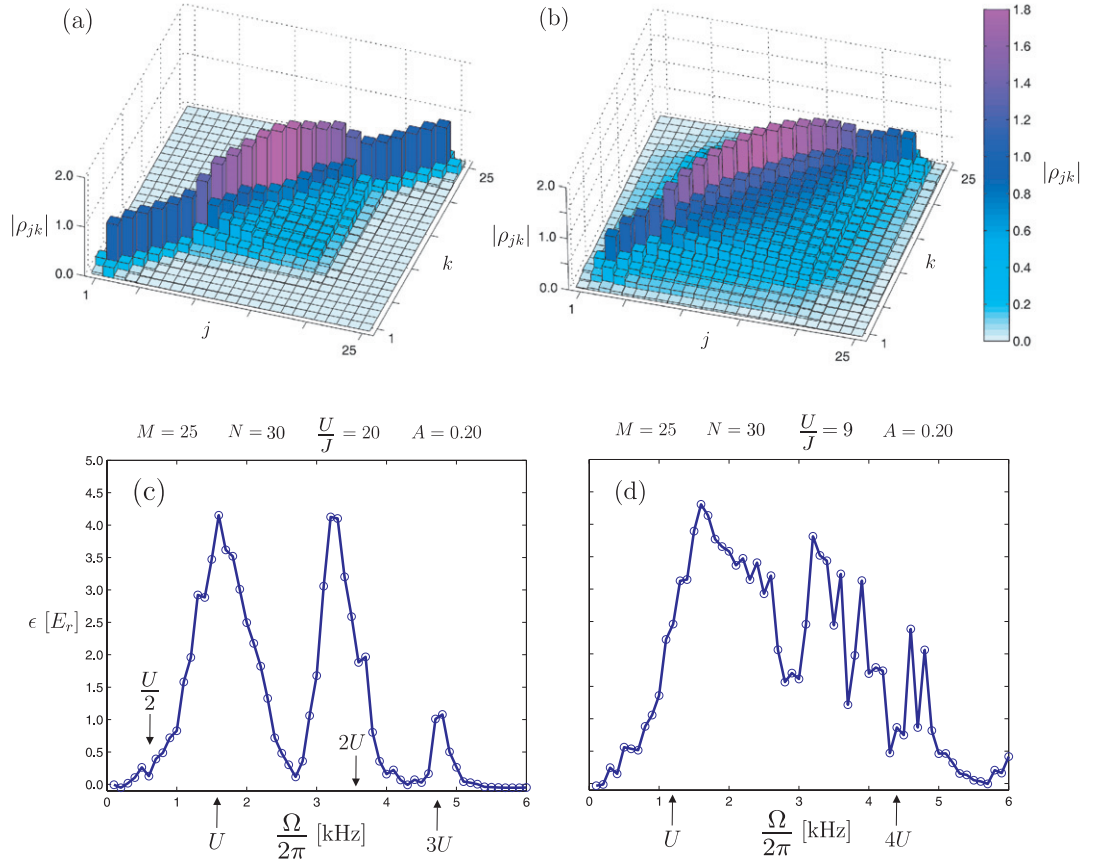 (a)
(b)
1.8
1.6
1.4
1.2
1.0
0.8
0.6
0.4
0.2
0.0
|ρjk|
2.0
1.0
0.0
|ρjk|
1
j
25
1
k
25
2.0
1.0
0.0
|ρjk|
1
j
25
1
k
25
M = 25 N = 30 U/J = 20 A = 0.20
M = 25 N = 30 U/J = 9 A = 0.20
(c)
5.0
4.5
4.0
3.5
3.0
2.5
2.0
1.5
1.0
0.5
0.0
ϵ [Er]
U/2
2U
0 1 2 3 4 5 6
U
Ω/2π [kHz]
3U
(d)
0 1 2 3 4 5 6
U
Ω/2π [kHz]
4U